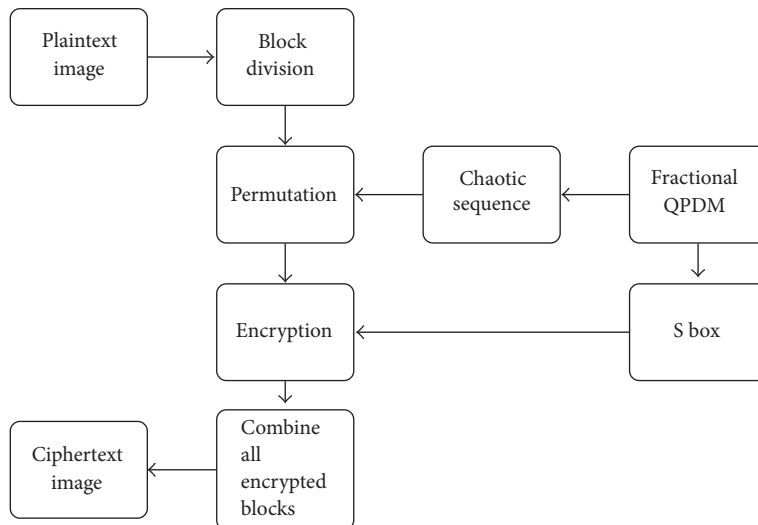 Plaintext
image
Block
division
Permutation
Chaotic
sequence
Fractional
QPDM
Encryption
S box
Ciphertext
image
Combine
all
encrypted
blocks